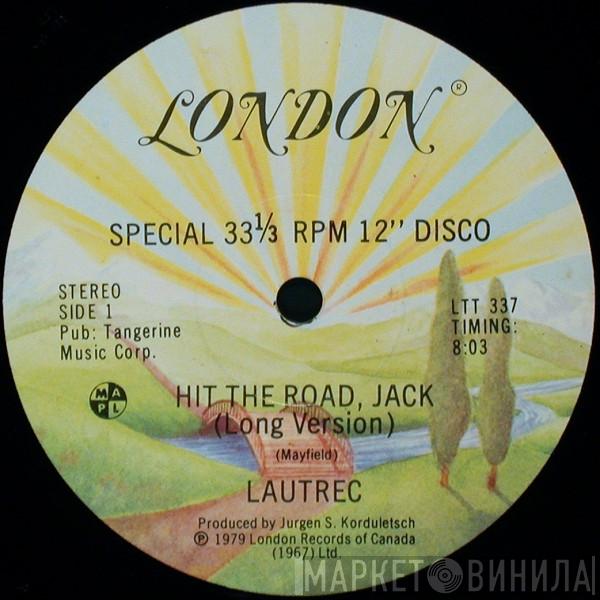 LONDON®
SPECIAL 33⅓ RPM 12'' DISCO
STEREO
SIDE 1
Pub: Tangerine
Music Corp.
LTT 337
TIMING:
8:03
M A
P L
HIT THE ROAD, JACK
(Long Version)
(Mayfield)
LAUTREC
Produced by Jurgen S. Korduletsch
℗ 1979 London Records of Canada
(1967) Ltd.
МАРКЕТ ВИНИЛА